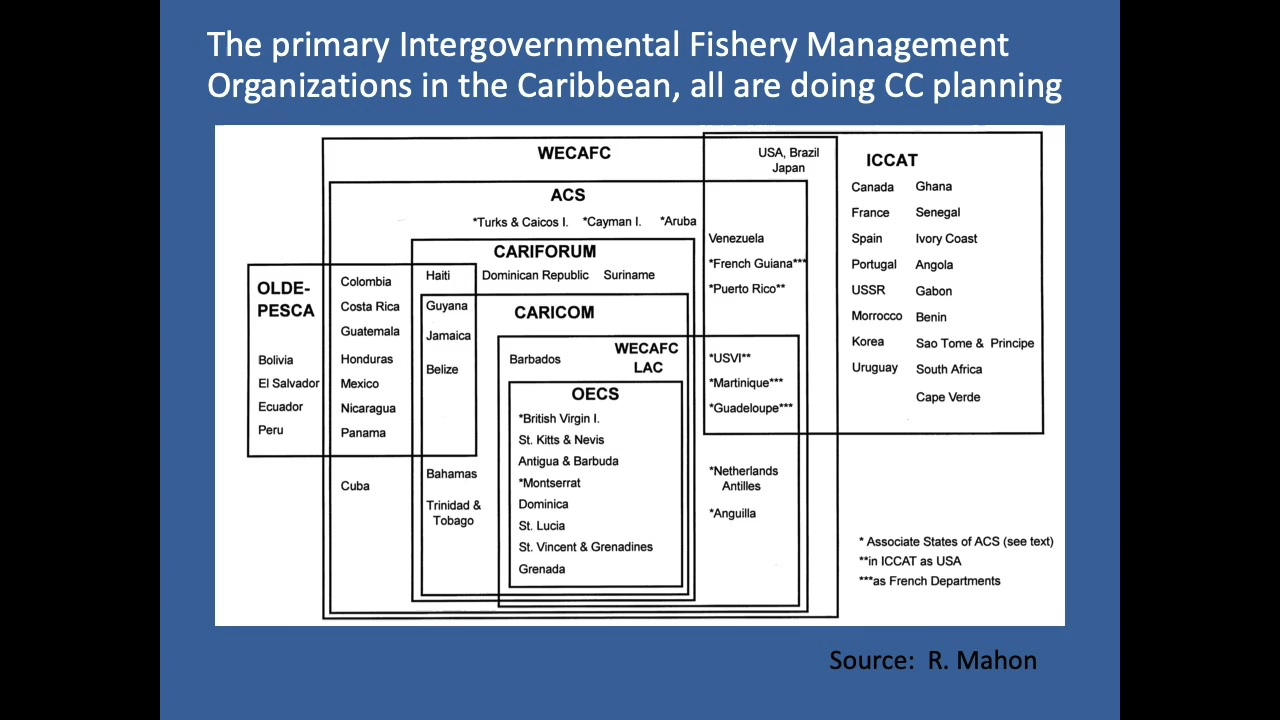 The primary Intergovernmental Fishery Management
Organizations in the Caribbean, all are doing CC planning
WECAFC
USA, Brazil
Japan
ICCAT
Canada
Ghana
France
Senegal
Spain
Ivory Coast
Portugal
Angola
USSR
Gabon
Morrocco
Benin
Korea
Sao Tome & Principe
Uruguay
South Africa
Cape Verde
ACS
*Turks & Caicos I. *Cayman I. *Aruba
Venezuela
*French Guiana***
*Puerto Rico**
CARIFORUM
Haiti
Dominican Republic
Suriname
OLDE-
PESCA
Bolivia
El Salvador
Ecuador
Peru
Colombia
Costa Rica
Guatemala
Honduras
Mexico
Nicaragua
Panama
Cuba
Guyana
Jamaica
Belize
Bahamas
Trinidad &
Tobago
CARICOM
Barbados
WECAFC
LAC
*USVI**
*Martinique***
*Guadeloupe***
*Netherlands
Antilles
*Anguilla
OECS
*British Virgin I.
St. Kitts & Nevis
Antigua & Barbuda
*Montserrat
Dominica
St. Lucia
St. Vincent & Grenadines
Grenada
* Associate States of ACS (see text)
**in ICCAT as USA
***as French Departments
Source: R. Mahon